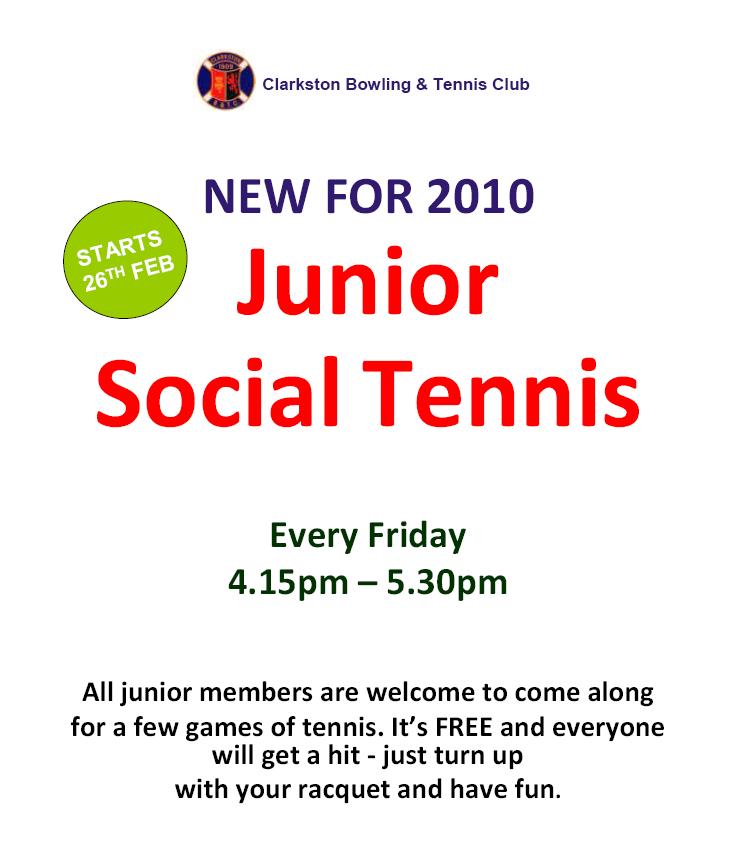 CLARKSTON
1909
B & T C
Clarkston Bowling & Tennis Club
NEW FOR 2010
STARTS
26TH FEB
Junior
Social Tennis
Every Friday
4.15pm – 5.30pm
All junior members are welcome to come along
for a few games of tennis. It’s FREE and everyone
will get a hit - just turn up
with your racquet and have fun.